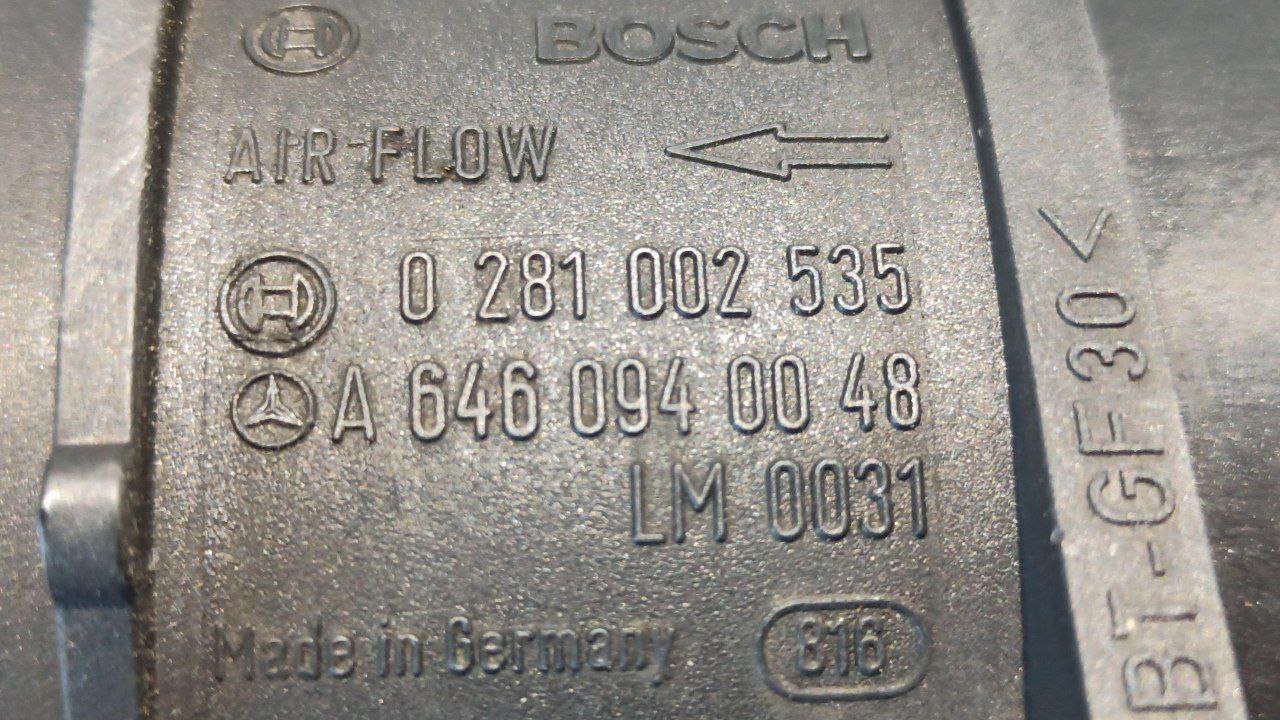 BOSCH
AIR FLOW
0 281 002 535
A 646 094 00 48
LM 0031
Made in Germany
816
BT-GF30<